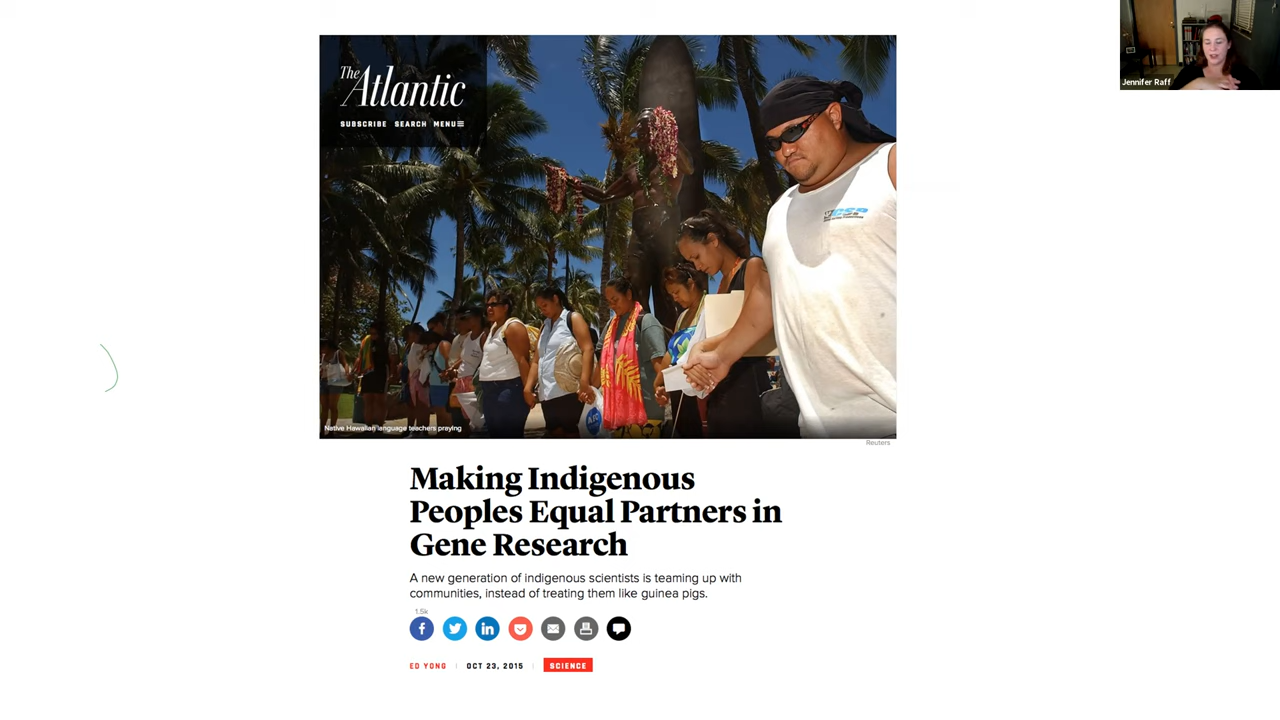 Jennifer Raff
The
Atlantic
SUBSCRIBE SEARCH MENU
Native Hawaiian language teachers praying
Reuters
Making Indigenous
Peoples Equal Partners in
Gene Research
A new generation of indigenous scientists is teaming up with
communities, instead of treating them like guinea pigs.
1.5k
ED YONG OCT 23, 2015 SCIENCE